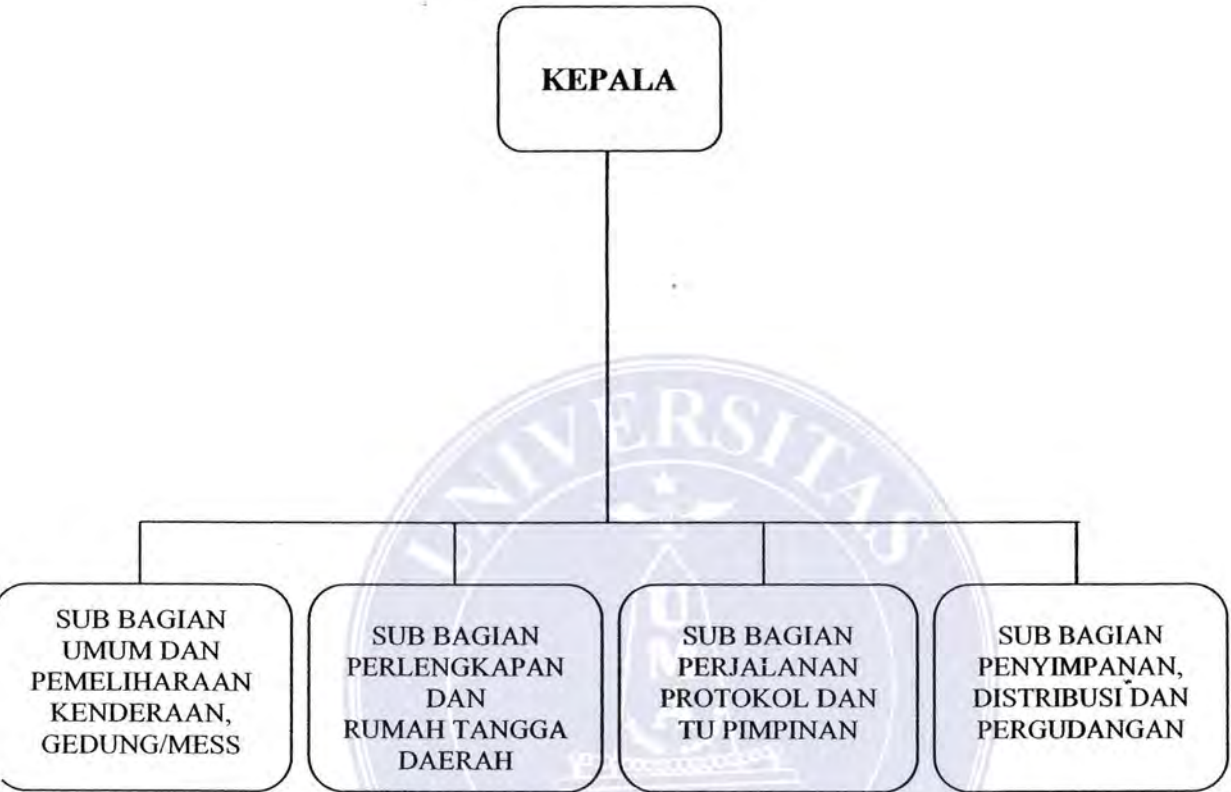 KEPALA
UNIVERSITAS
SUB BAGIAN
UMUM DAN
PEMELIHARAAN
KENDERAAN,
GEDUNG/MESS
SUB BAGIAN
PERLENGKAPAN
DAN
RUMAH TANGGA
DAERAH
SUB BAGIAN
PERJALANAN
PROTOKOL DAN
TU PIMPINAN
SUB BAGIAN
PENYIMPANAN,
DISTRIBUSI DAN
PERGUDANGAN